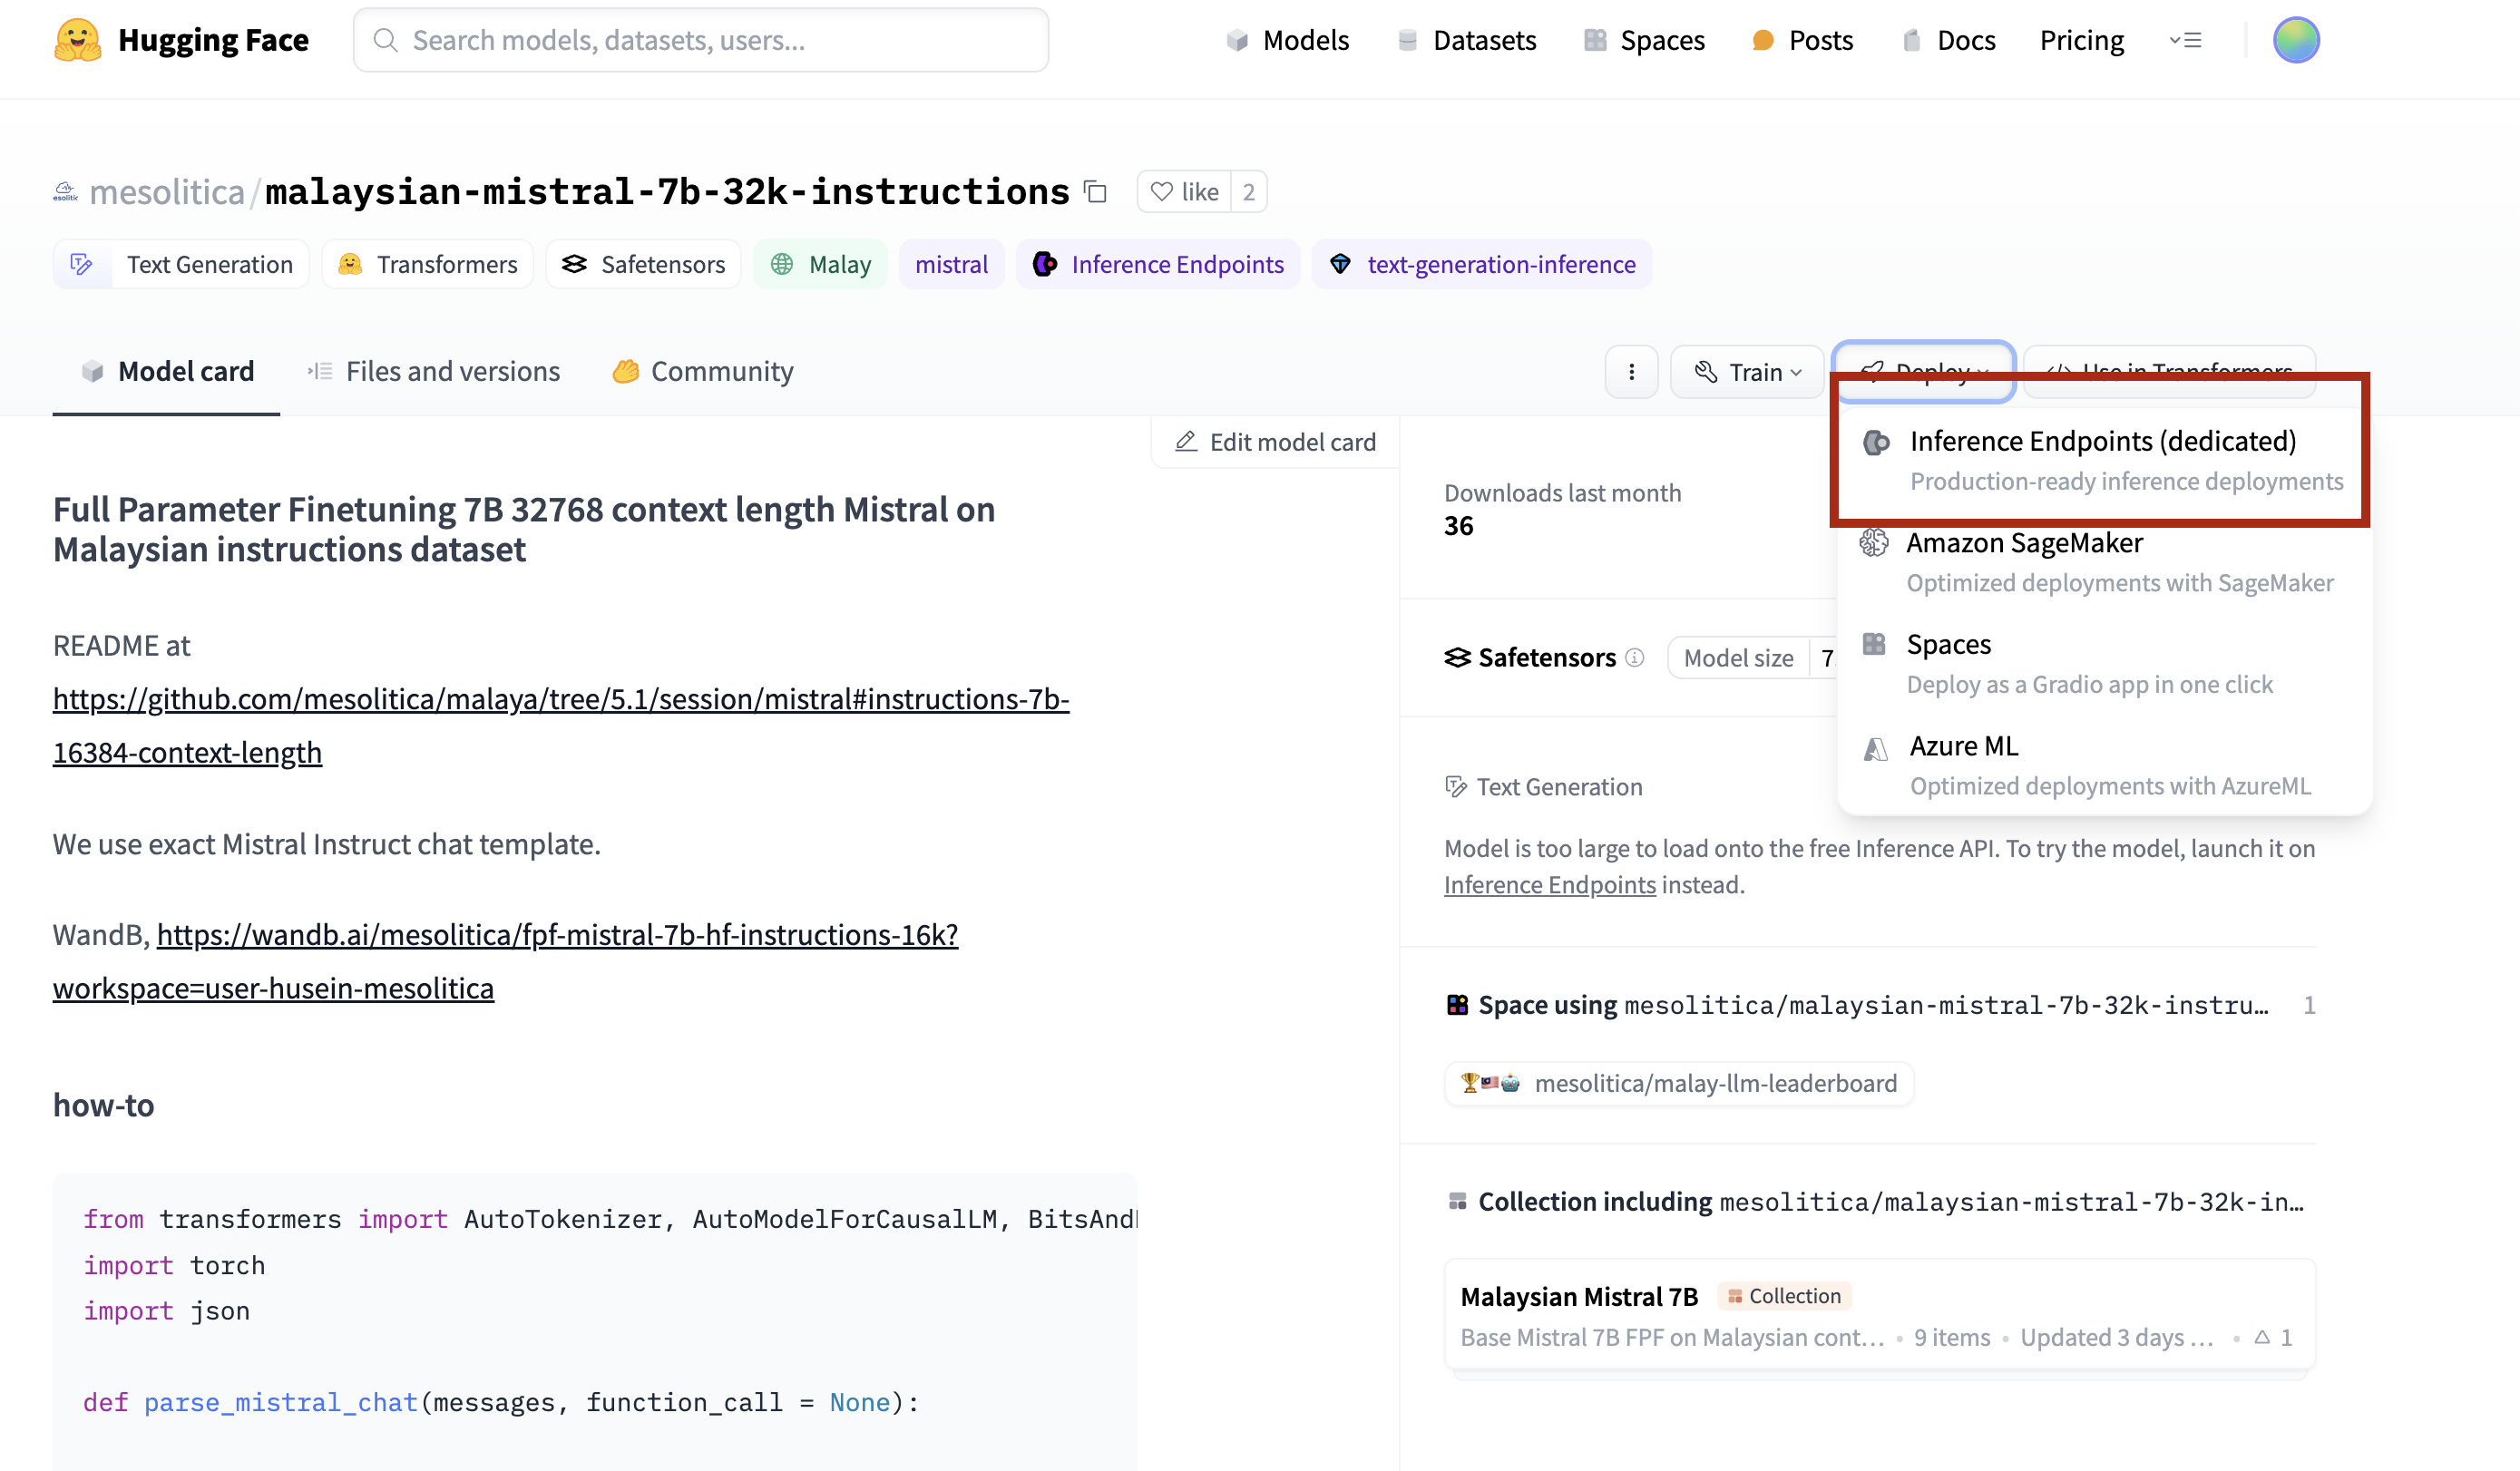 Hugging Face
Search models, datasets, users...
Models
Datasets
Spaces
Posts
Docs
Pricing
mesolitica/malaysian-mistral-7b-32k-instructions
like 2
Text Generation
Transformers
Safetensors
Malay
mistral
Inference Endpoints
text-generation-inference
Model card
Files and versions
Community
Train
Deploy
Use in Transformers
Edit model card
Full Parameter Finetuning 7B 32768 context length Mistral on
Malaysian instructions dataset
README at
https://github.com/mesolitica/malaya/tree/5.1/session/mistral#instructions-7b-
16384-context-length
We use exact Mistral Instruct chat template.
WandB, https://wandb.ai/mesolitica/fpf-mistral-7b-hf-instructions-16k?
workspace=user-husein-mesolitica
how-to
from transformers import AutoTokenizer, AutoModelForCausalLM,
import torch
import json
def parse_mistral_chat(messages, function_call = None):
Downloads last month
36
Inference Endpoints (dedicated)
Production-ready inference deployments
Amazon SageMaker
Optimized deployments with SageMaker
Spaces
Deploy as a Gradio app in one click
Azure ML
Optimized deployments with AzureML
Safetensors
Model size
7.
Text Generation
Model is too large to load onto the free Inference API. To try the model, launch it on
Inference Endpoints instead.
Space using mesolitica/malaysian-mistral-7b-32k-instru… 1
mesolitica/malay-llm-leaderboard
Collection including mesolitica/malaysian-mistral-7b-32k-in…
Malaysian Mistral 7B
Collection
Base Mistral 7B FPF on Malaysian cont… • 9 items • Updated 3 days … • 1